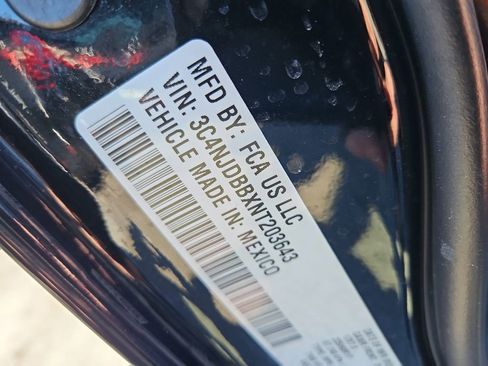 MFD BY: FCA US LLC
VIN: 3C4NJDBBXNT203643
VEHICLE MADE IN: MEXICO